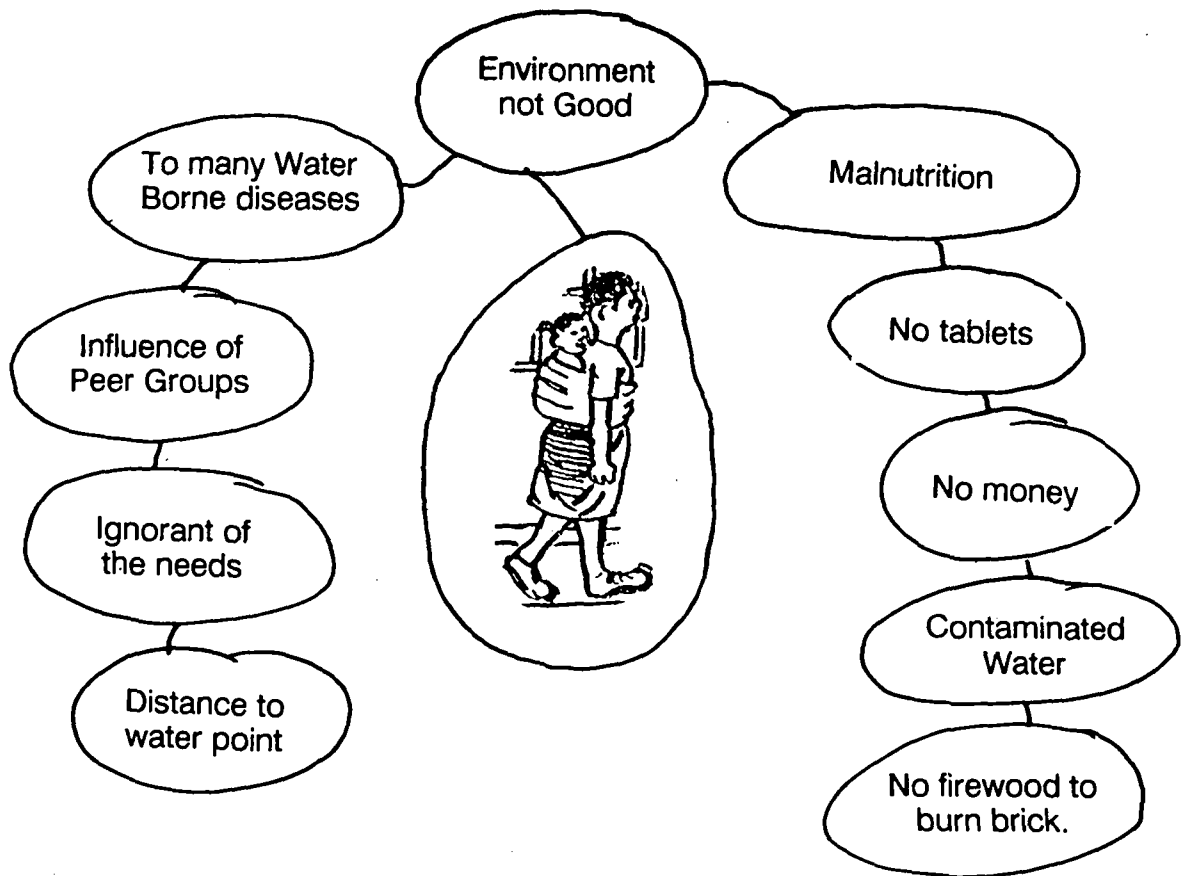 Environment
not Good
To many Water
Borne diseases
Malnutrition
Influence of
Peer Groups
No tablets
Ignorant of
the needs
No money
Distance to
water point
Contaminated
Water
No firewood to
burn brick.